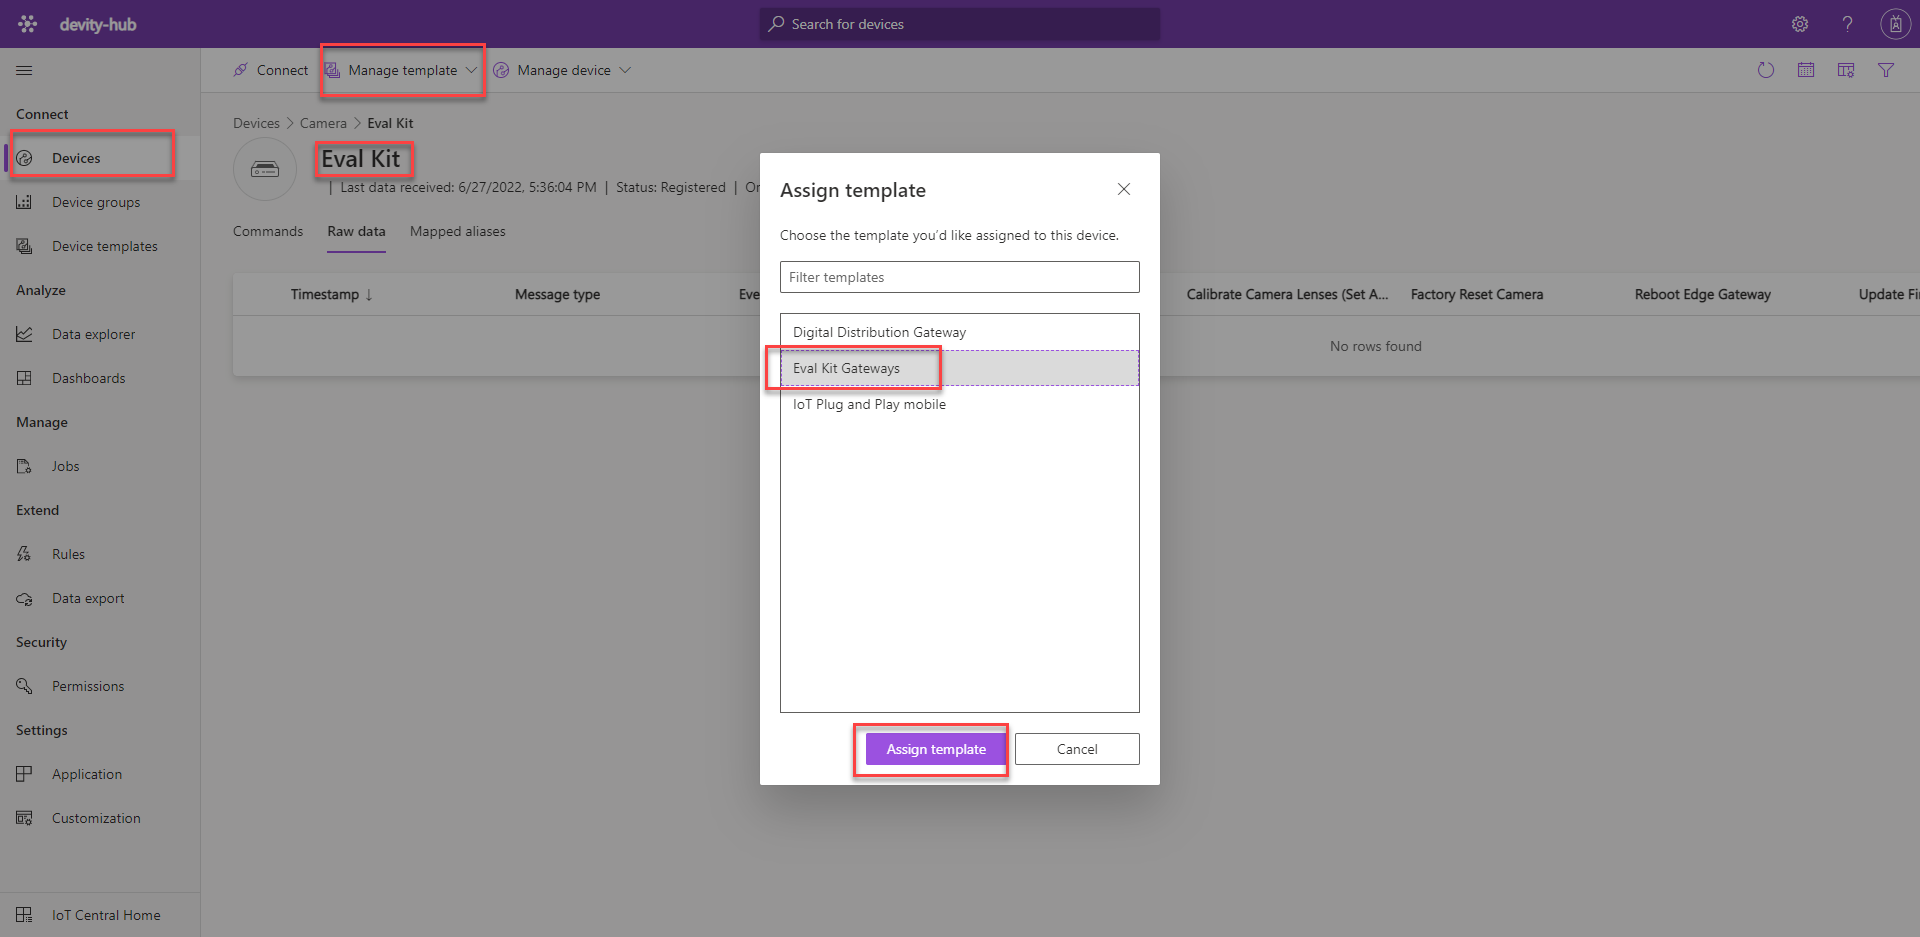 devity-hub
Search for devices
Connect
Manage template
Manage device
Connect
Devices
Device groups
Device templates
Analyze
Data explorer
Dashboards
Manage
Jobs
Extend
Rules
Data export
Security
Permissions
Settings
Application
Customization
IoT Central Home
Devices > Camera > Eval Kit
Eval Kit
| Last data received: 6/27/2022, 5:36:04 PM | Status: Registered |
Commands
Raw data
Mapped aliases
Timestamp ↓
Message type
Calibrate Camera Lenses (Set A...
Factory Reset Camera
Reboot Edge Gateway
Update
No rows found
Assign template
Choose the template you'd like assigned to this device.
Filter templates
Digital Distribution Gateway
Eval Kit Gateways
IoT Plug and Play mobile
Assign template
Cancel